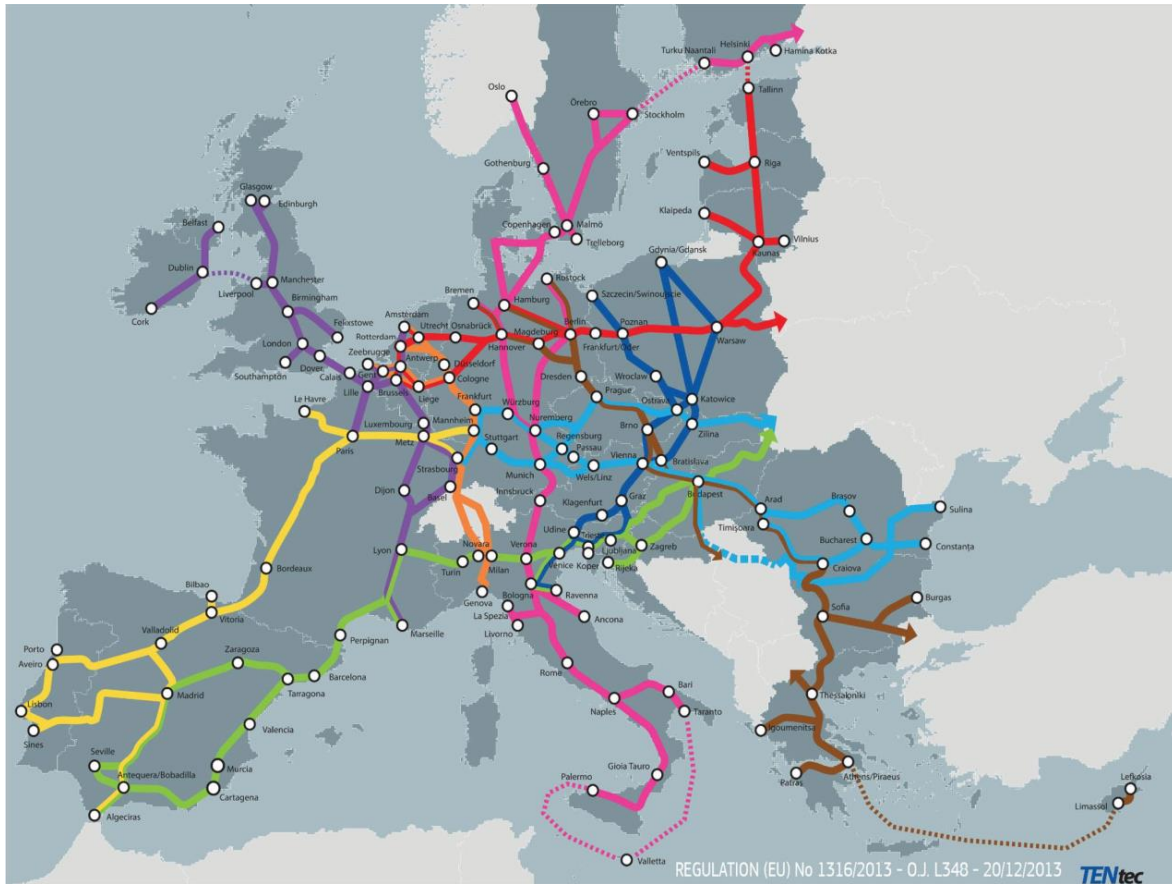 Helsinki
Turku Naantali
Hamina Kotka
Oslo
Örebro
Stockholm
Tallinn
Ventspils
Riga
Gothenburg
Glasgow
Edinburgh
Klaipeda
Belfast
Copenhagen
Malmö
Trelleborg
Kaunas
Vilnius
Gdynia/Gdansk
Dublin
Rostock
Liverpool
Manchester
Szczecin/Swinoujscie
Cork
Birmingham
Bremen
Hamburg
Felixstowe
Amsterdam
Utrecht
Osnabrück
Magdeburg
Berlin
Poznan
Warsaw
Rotterdam
Hannover
Frankfurt/Oder
London
Zeebrugge
Antwerp
Düsseldorf
Southampton
Dover
Calais
Gent
Cologne
Dresden
Wroclaw
Lille
Brussels
Liege
Prague
Katowice
Le Havre
Frankfurt
Würzburg
Ostrava
Luxembourg
Mannheim
Nuremberg
Brno
Zilina
Paris
Metz
Stuttgart
Regensburg
Passau
Strasbourg
Munich
Wels/Linz
Vienna
Bratislava
Dijon
Basel
Innsbruck
Klagenfurt
Graz
Budapest
Arad
Braşov
Sulina
Udine
Timişoara
Lyon
Novara
Verona
Ljubljana
Zagreb
Bucharest
Constanţa
Turin
Milan
Venice
Koper
Rijeka
Craiova
Bordeaux
Genova
Bologna
Ravenna
Bilbao
La Spezia
Burgas
Vitoria
Livorno
Ancona
Sofia
Valladolid
Marseille
Porto
Perpignan
Aveiro
Zaragoza
Barcelona
Rome
Madrid
Tarragona
Bari
Thessaloniki
Lisbon
Naples
Taranto
Sines
Valencia
Igoumenitsa
Seville
Murcia
Gioia Tauro
Athens/Piraeus
Antequera/Bobadilla
Palermo
Patras
Lefkasia
Cartagena
Limassol
Algeciras
Valletta
REGULATION (EU) No 1316/2013 - O.J. L348 - 20/12/2013
TENtec